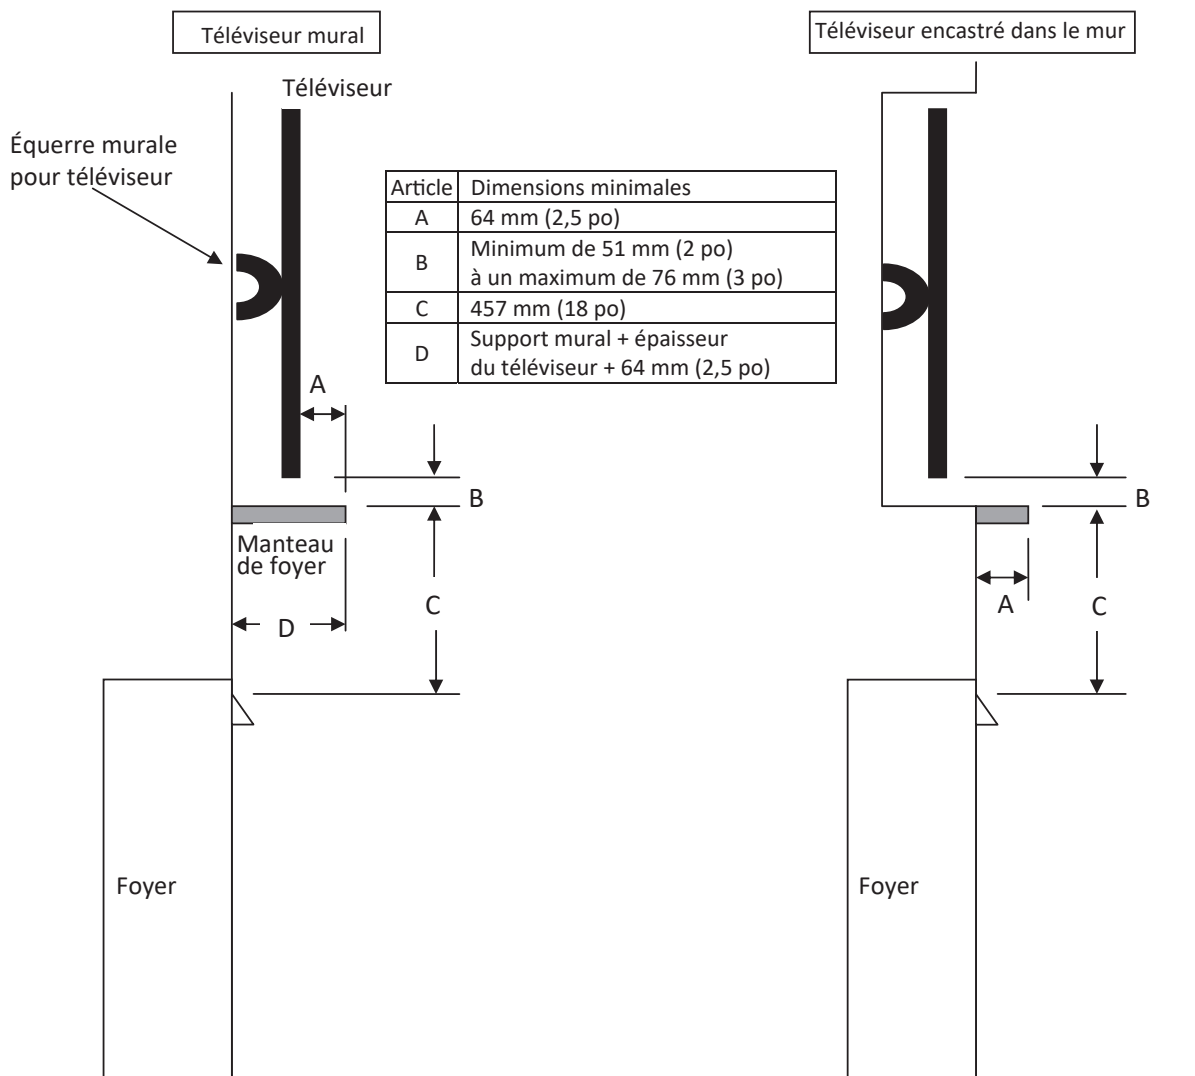 Téléviseur mural
Téléviseur
Équerre murale
pour téléviseur
A
B
Manteau
de foyer
C
D
Foyer
Article Dimensions minimales
A 64 mm (2,5 po)
B Minimum de 51 mm (2 po)
à un maximum de 76 mm (3 po)
C 457 mm (18 po)
D Support mural + épaisseur
du téléviseur + 64 mm (2,5 po)
Téléviseur encastré dans le mur
B
A
C
Foyer